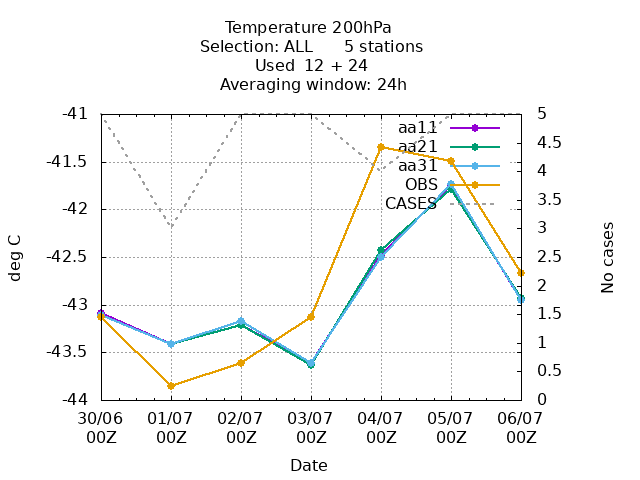 Temperature 200hPa
Selection: ALL      5 stations
Used  12 + 24
Averaging window: 24h
-41
-41.5
-42
-42.5
-43
-43.5
-44
deg C
aa11
aa21
aa31
OBS
CASES
5
4.5
4
3.5
3
2.5
2
1.5
1
0.5
0
No cases
30/06 01/07 02/07 03/07 04/07 05/07 06/07
00Z 00Z 00Z 00Z 00Z 00Z 00Z
Date